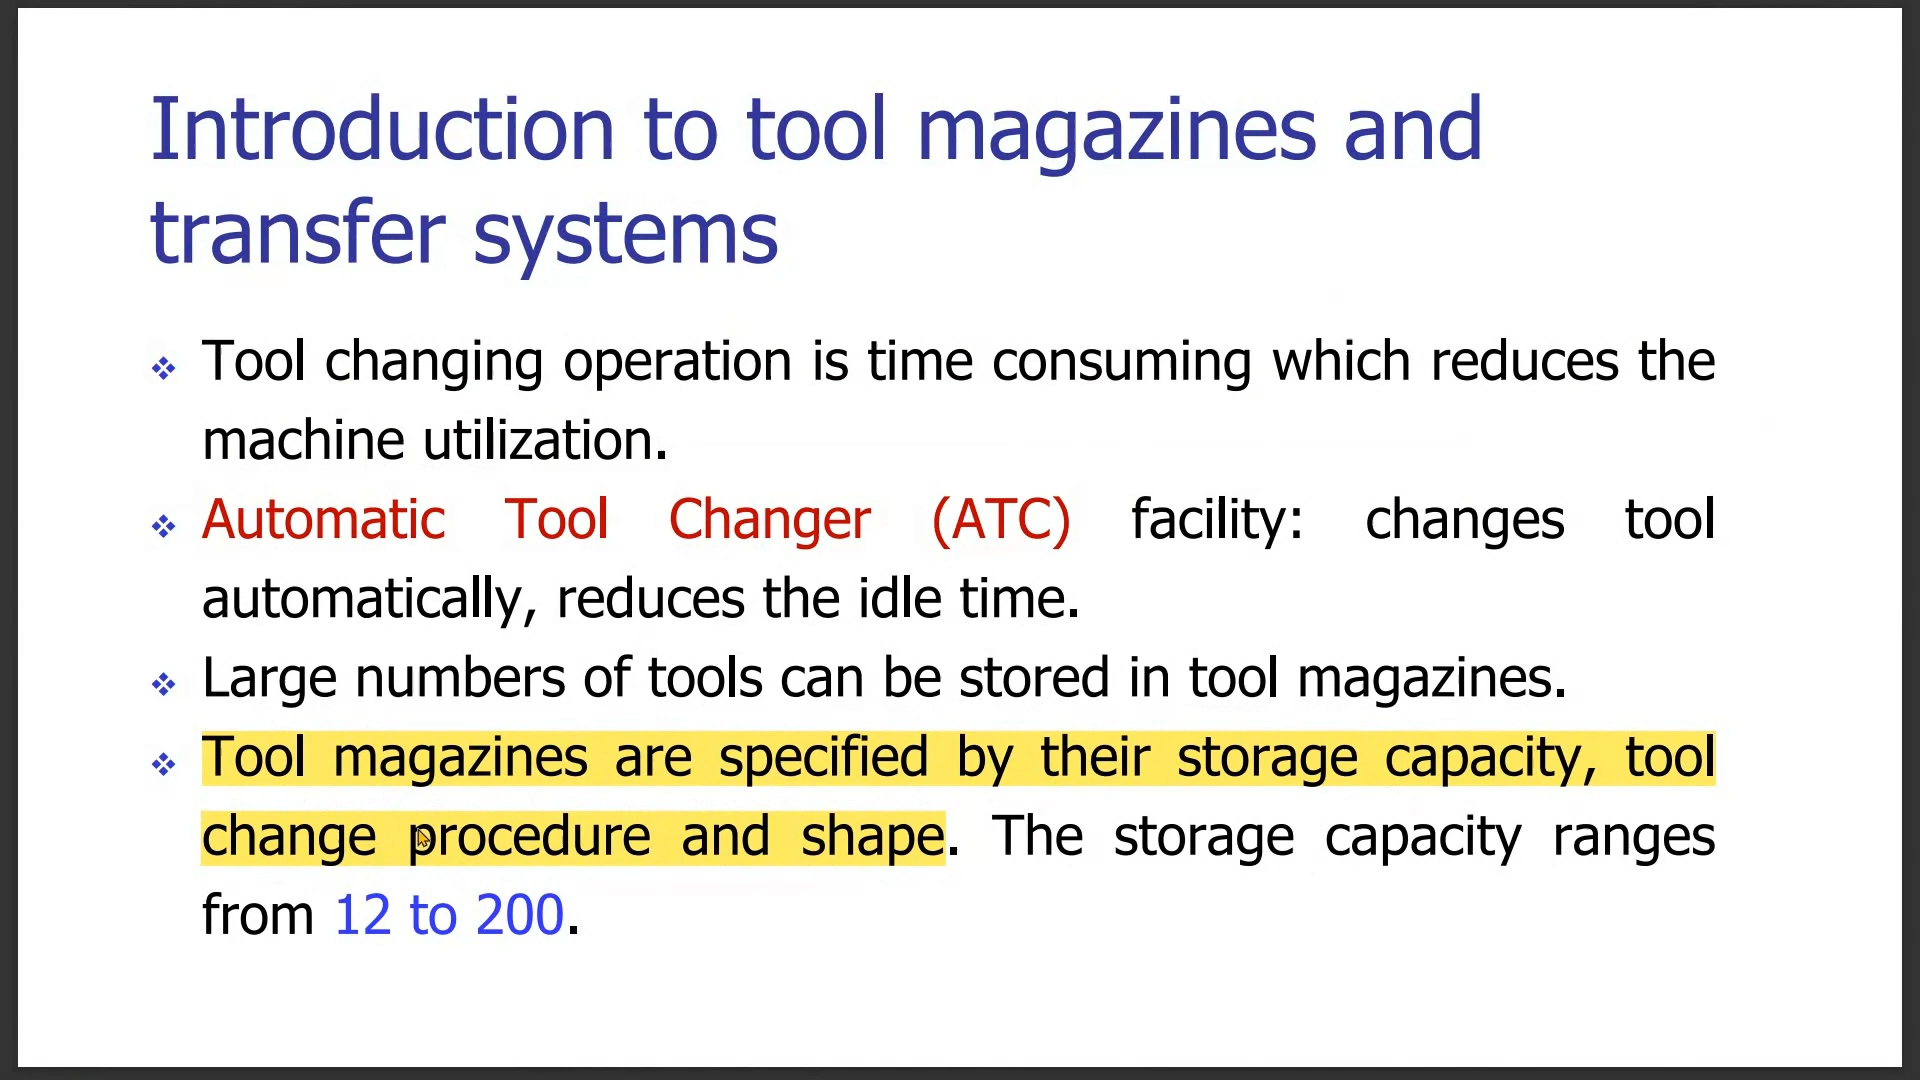 Introduction to tool magazines and
transfer systems
❖ Tool changing operation is time consuming which reduces the
machine utilization.
❖ Automatic Tool Changer (ATC) facility: changes tool
automatically, reduces the idle time.
❖ Large numbers of tools can be stored in tool magazines.
❖ Tool magazines are specified by their storage capacity, tool
change procedure and shape. The storage capacity ranges
from 12 to 200.